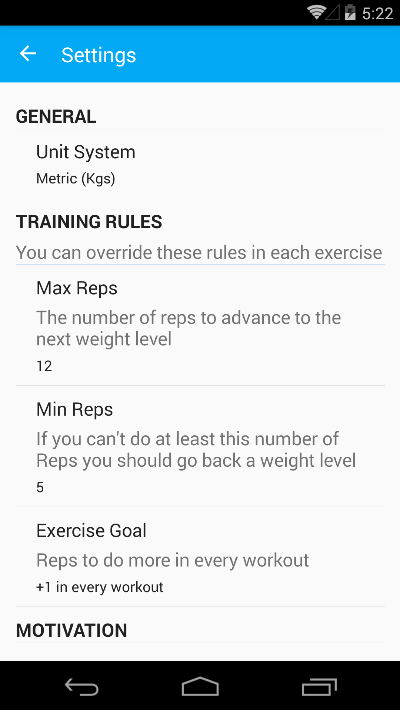 5:22
Settings
GENERAL
Unit System
Metric (Kgs)
TRAINING RULES
You can override these rules in each exercise
Max Reps
The number of reps to advance to the
next weight level
12
Min Reps
If you can't do at least this number of
Reps you should go back a weight level
5
Exercise Goal
Reps to do more in every workout
+1 in every workout
MOTIVATION